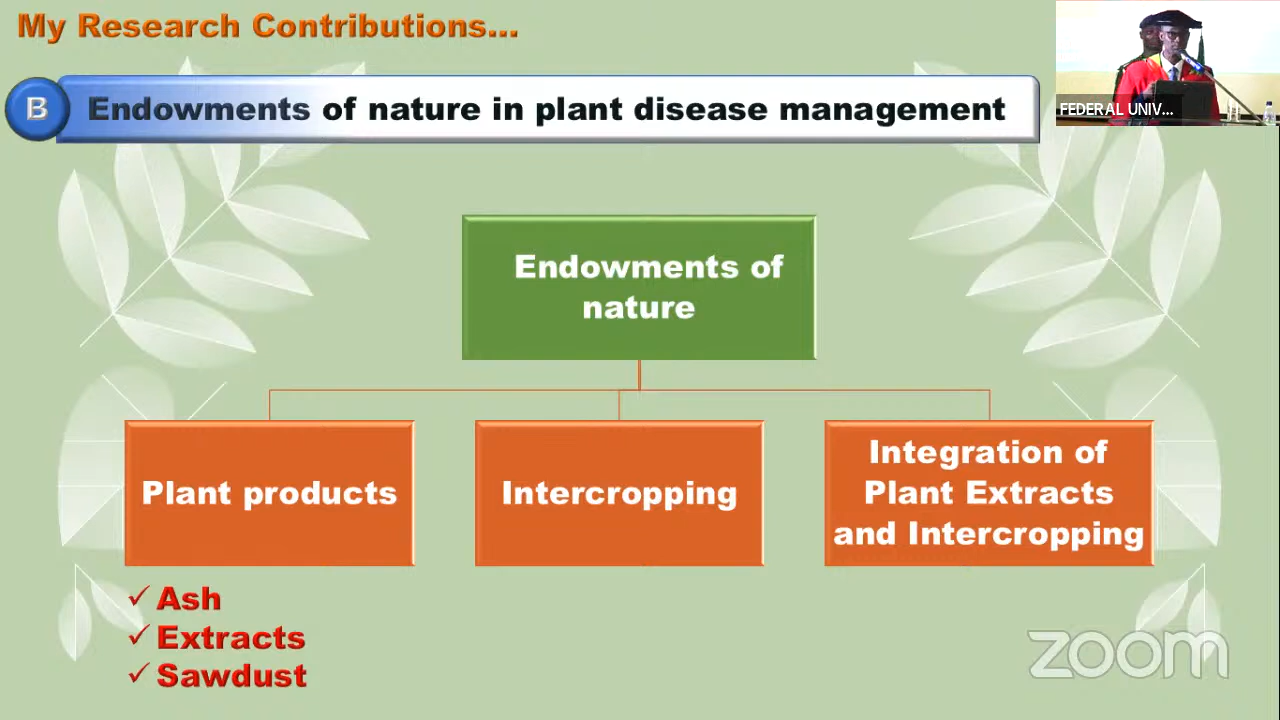 My Research Contributions...
B
Endowments of nature in plant disease management
FEDERAL UNIV...
Endowments of
nature
Plant products
Intercropping
Integration of
Plant Extracts
and Intercropping
✓ Ash
✓ Extracts
✓ Sawdust
zoom